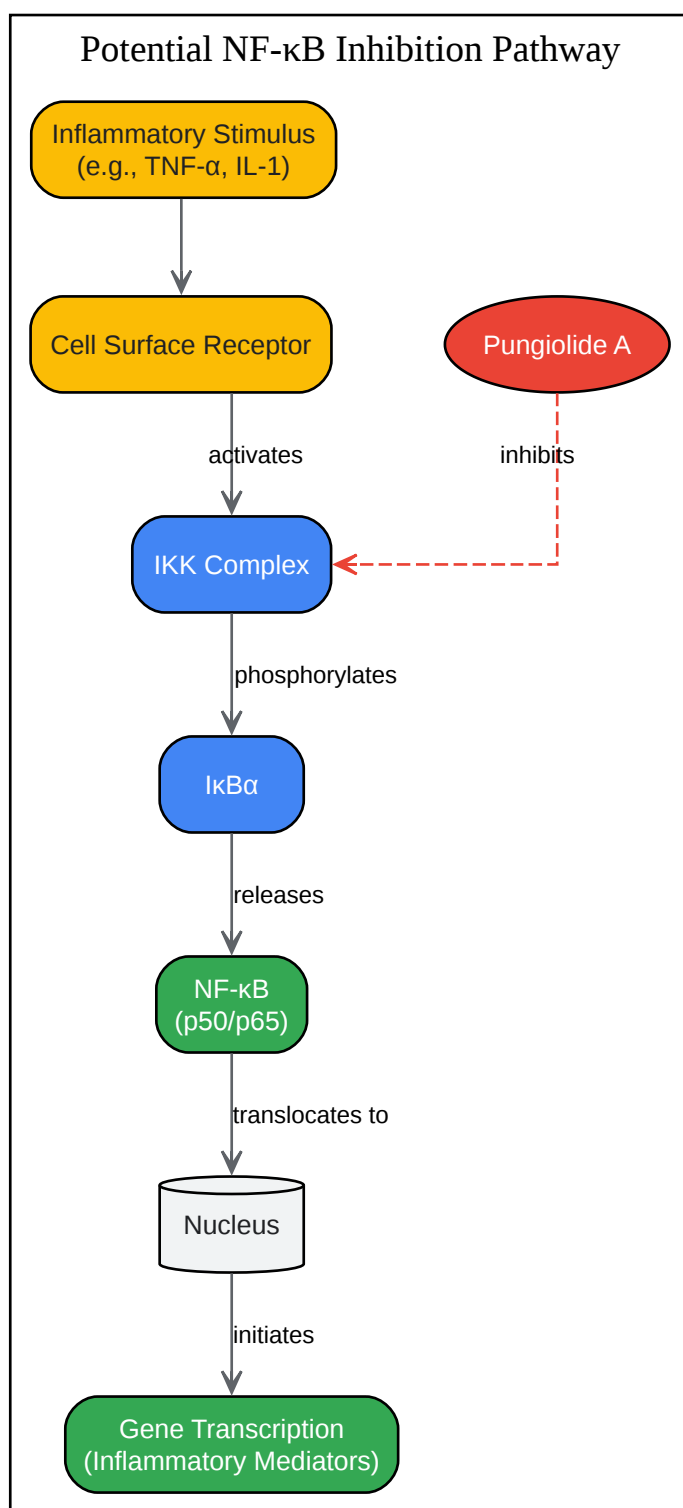 Potential NF-κB Inhibition Pathway
Inflammatory Stimulus
(e.g., TNF-α, IL-1)
Cell Surface Receptor
Pungiolide A
activates
inhibits
IKK Complex
phosphorylates
IκBα
releases
NF-κB
(p50/p65)
translocates to
Nucleus
initiates
Gene Transcription
(Inflammatory Mediators)